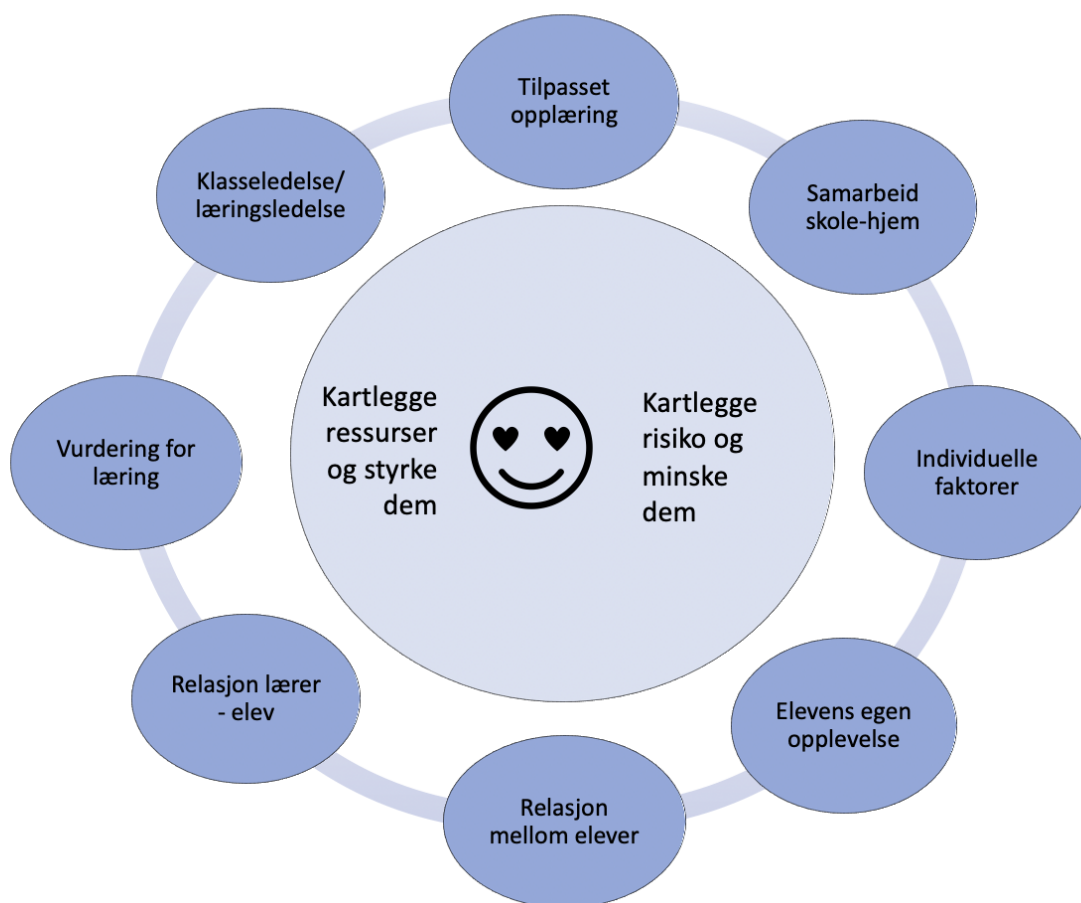 Tilpasset
opplæring
Samarbeid
skole-hjem
Individuelle
faktorer
Elevens egen
opplevelse
Relasjon
mellom elever
Relasjon lærer
- elev
Vurdering for
læring
Klasseledelse/
læringsledelse
Kartlegge
ressurser
og styrke
dem
Kartlegge
risiko og
minske
dem